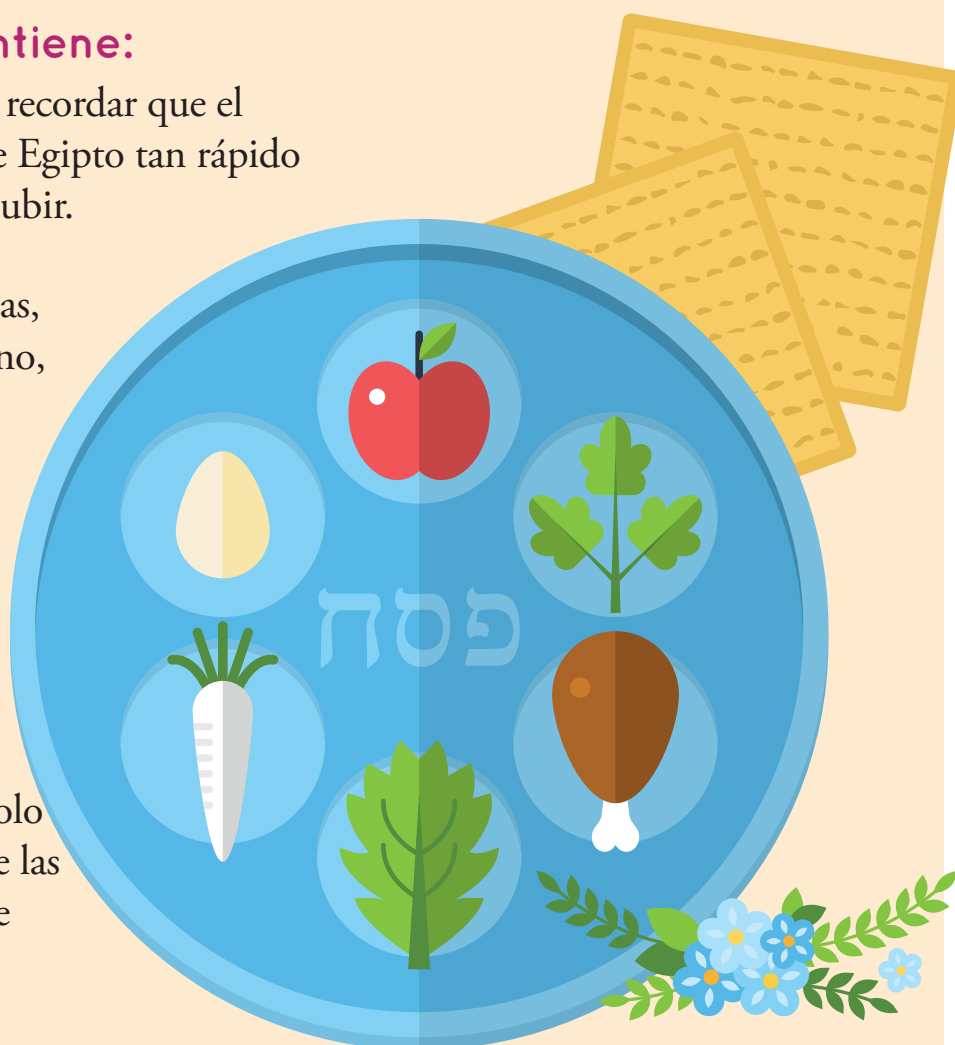 ntiene:
recordar que el
e Egipto tan rápido
ubir.
as,
no,
פסח
olo
e las
e